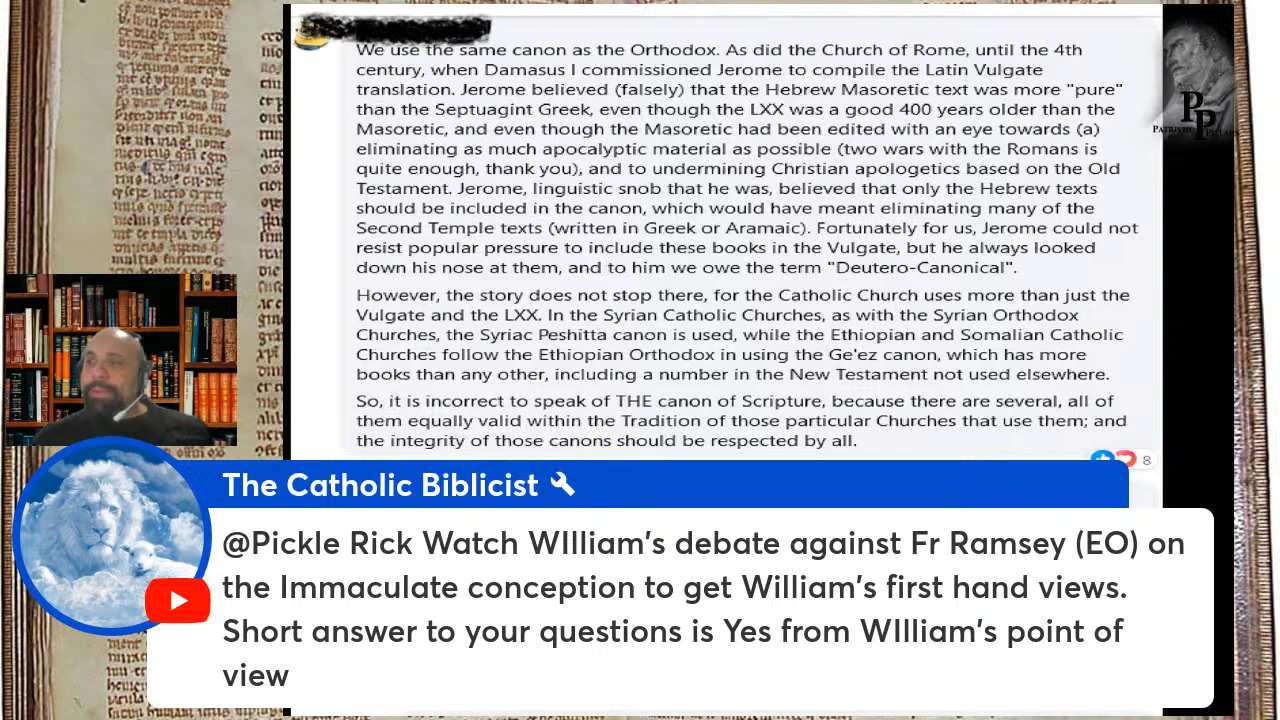 We use the same canon as the Orthodox. As did the Church of Rome, until the 4th
century, when Damasus I commissioned Jerome to compile the Latin Vulgate
translation. Jerome believed (falsely) that the Hebrew Masoretic text was more "pure"
than the Septuagint Greek, even though the LXX was a good 400 years older than the
Masoretic, and even though the Masoretic had been edited with an eye towards (a)
eliminating as much apocalyptic material as possible (two wars with the Romans is
quite enough, thank you), and to undermining Christian apologetics based on the Old
Testament. Jerome, linguistic snob that he was, believed that only the Hebrew texts
should be included in the canon, which would have meant eliminating many of the
Second Temple texts (written in Greek or Aramaic). Fortunately for us, Jerome could not
resist popular pressure to include these books in the Vulgate, but he always looked
down his nose at them, and to him we owe the term "Deutero-Canonical".
However, the story does not stop there, for the Catholic Church uses more than just the
Vulgate and the LXX. In the Syrian Catholic Churches, as with the Syrian Orthodox
Churches, the Syriac Peshitta canon is used, while the Ethiopian and Somalian Catholic
Churches follow the Ethiopian Orthodox in using the Ge'ez canon, which has more
books than any other, including a number in the New Testament not used elsewhere.
So, it is incorrect to speak of THE canon of Scripture, because there are several, all of
them equally valid within the Tradition of those particular Churches that use them; and
the integrity of those canons should be respected by all.
8
PP
The Catholic Biblicist
@Pickle Rick Watch WIlliam's debate against Fr Ramsey (EO) on
the Immaculate conception to get William's first hand views.
Short answer to your questions is Yes from WIlliam's point of
view